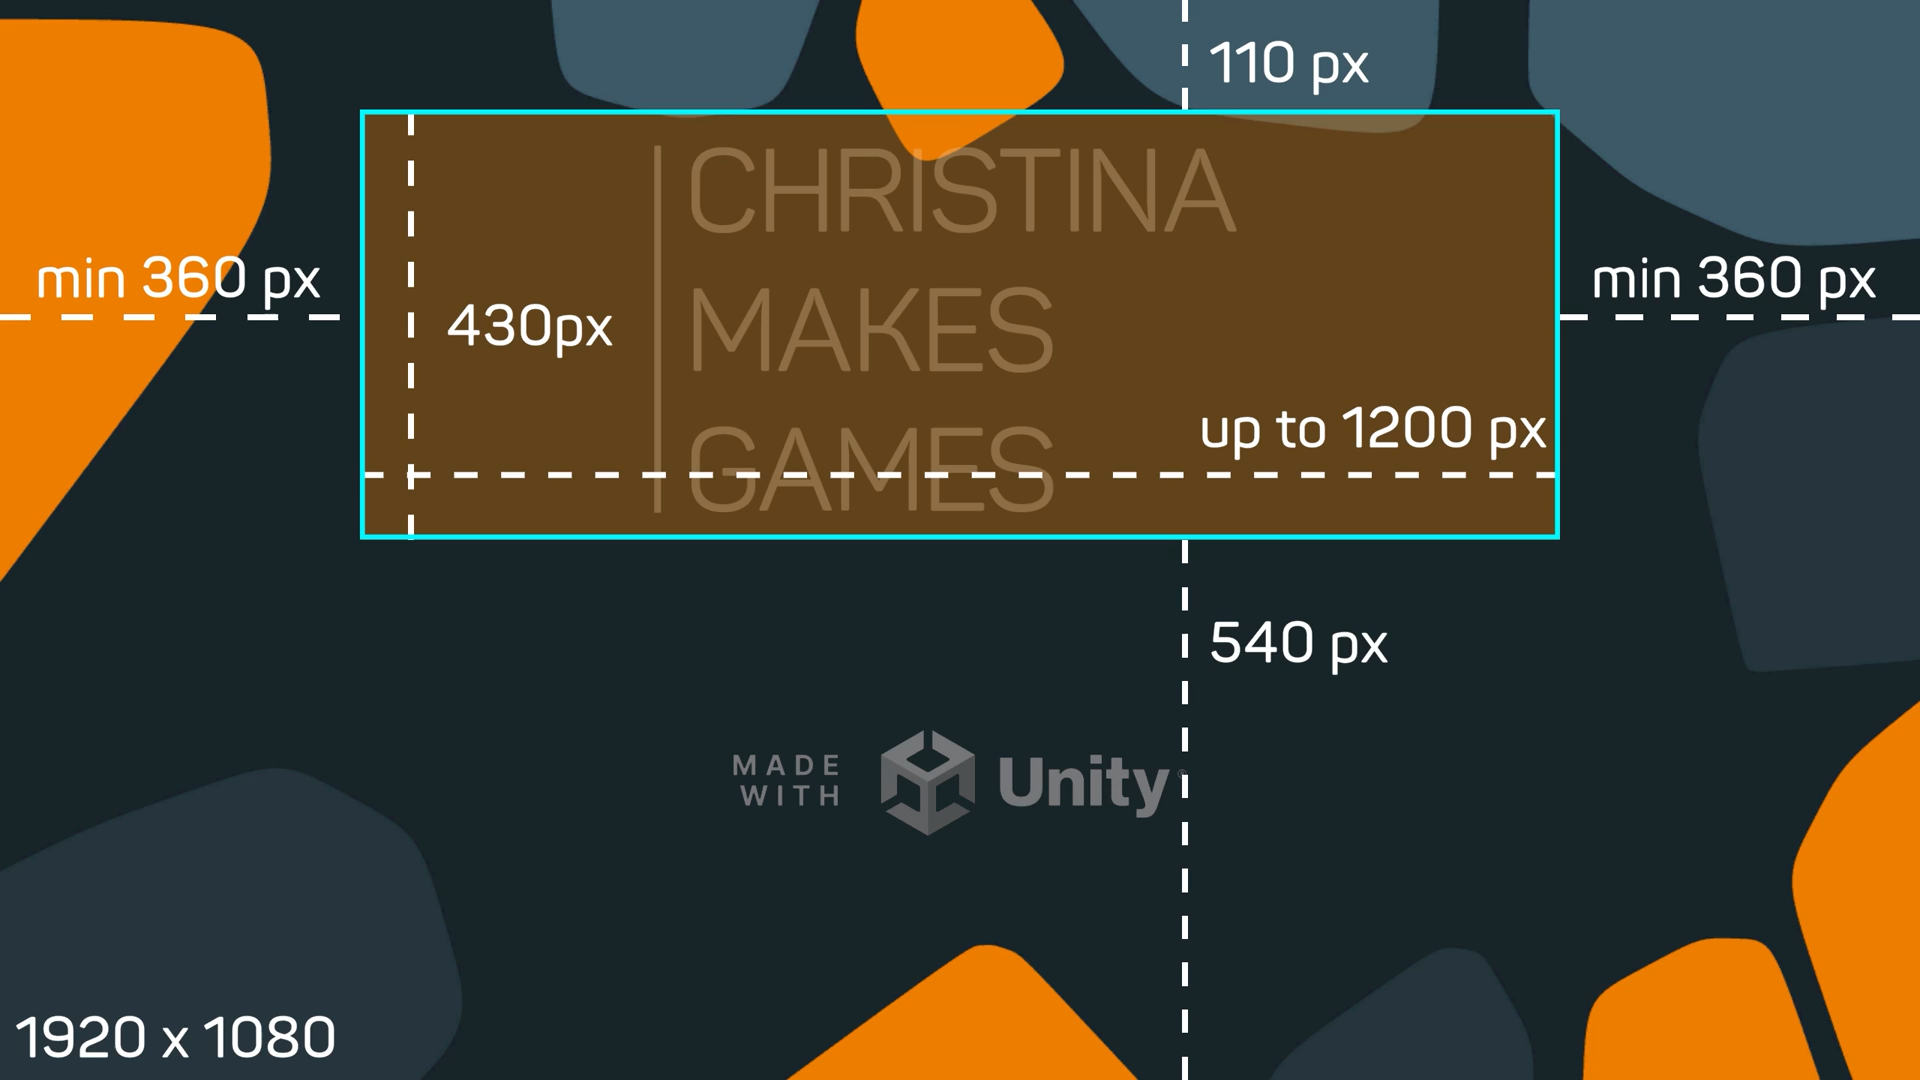 110 px
CHRISTINA
min 360 px
min 360 px
430px
MAKES
up to 1200 px
GAMES
540 px
MADE
WITH
Unity
1920 x 1080